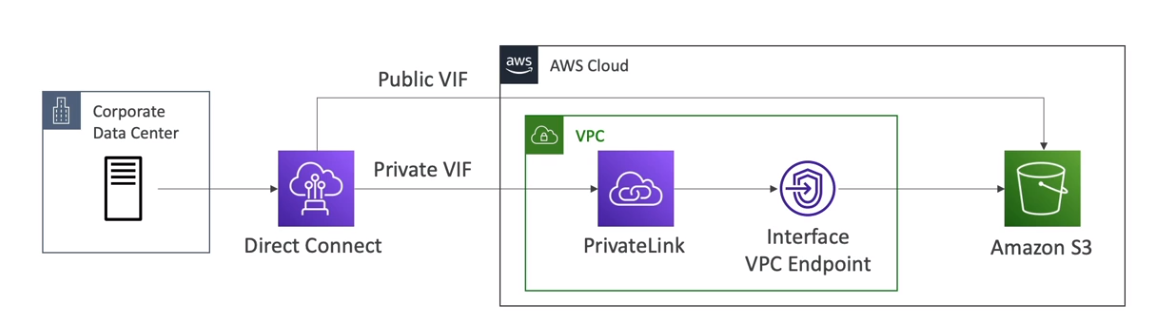 aws
AWS Cloud
Public VIF
Corporate
Data Center
VPC
Private VIF
Direct Connect
PrivateLink
Interface
VPC Endpoint
Amazon S3